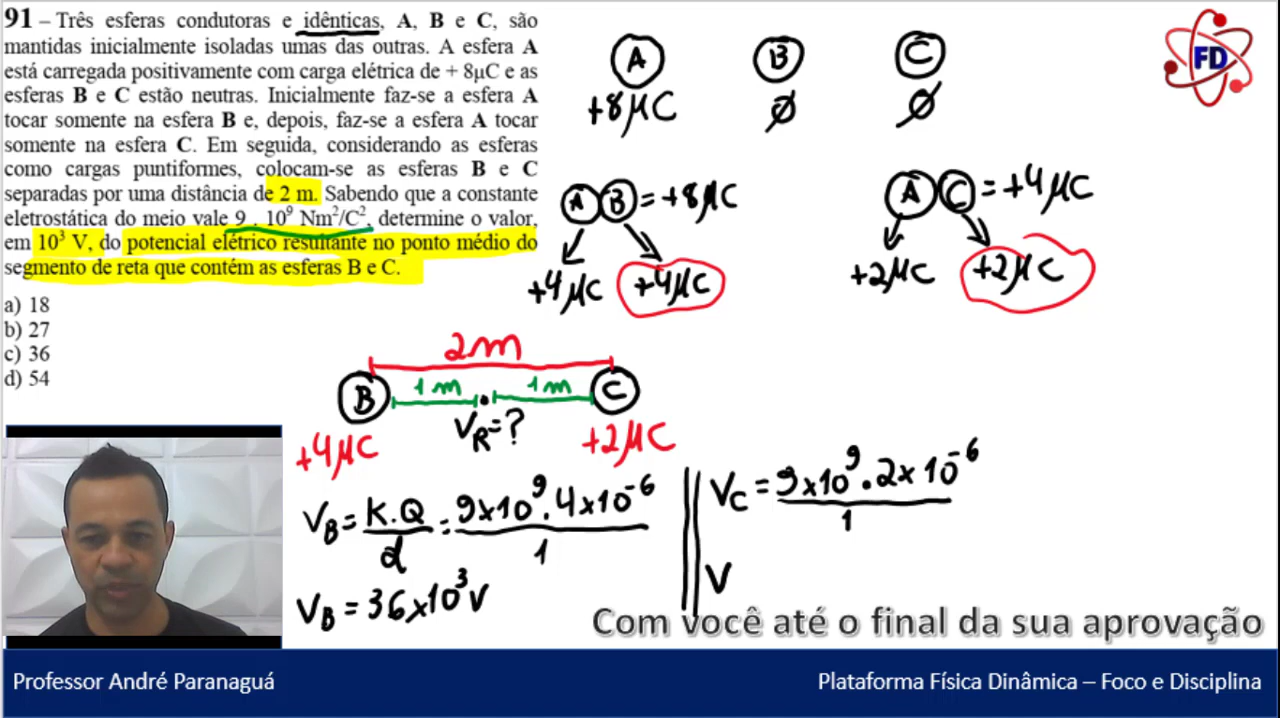 91 – Três esferas condutoras e idênticas, A, B e C, são
mantidas inicialmente isoladas umas das outras. A esfera A
está carregada positivamente com carga elétrica de + 8μC e as
esferas B e C estão neutras. Inicialmente faz-se a esfera A
tocar somente na esfera B e, depois, faz-se a esfera A tocar
somente na esfera C. Em seguida, considerando as esferas
como cargas puntiformes, colocam-se as esferas B e C
separadas por uma distância de 2 m. Sabendo que a constante
eletrostática do meio vale 9 . 10⁹ Nm²/C², determine o valor,
em 10³ V, do potencial elétrico resultante no ponto médio do
segmento de reta que contém as esferas B e C.
a) 18
b) 27
c) 36
d) 54
A B C
+8μC ∅ ∅
A B = +8μC
+4μC +4μC
A C = +4μC
+2μC +2μC
2m
B 1m 1m C
V_R = ?
+4μC +2μC
V_B = K.Q/d = 9x10⁹.4x10⁻⁶/1
V_B = 36x10³V
V_C = 9x10⁹.2x10⁻⁶/1
V
FD
Com você até o final da sua aprovação
Professor André Paranaguá
Plataforma Física Dinâmica – Foco e Disciplina